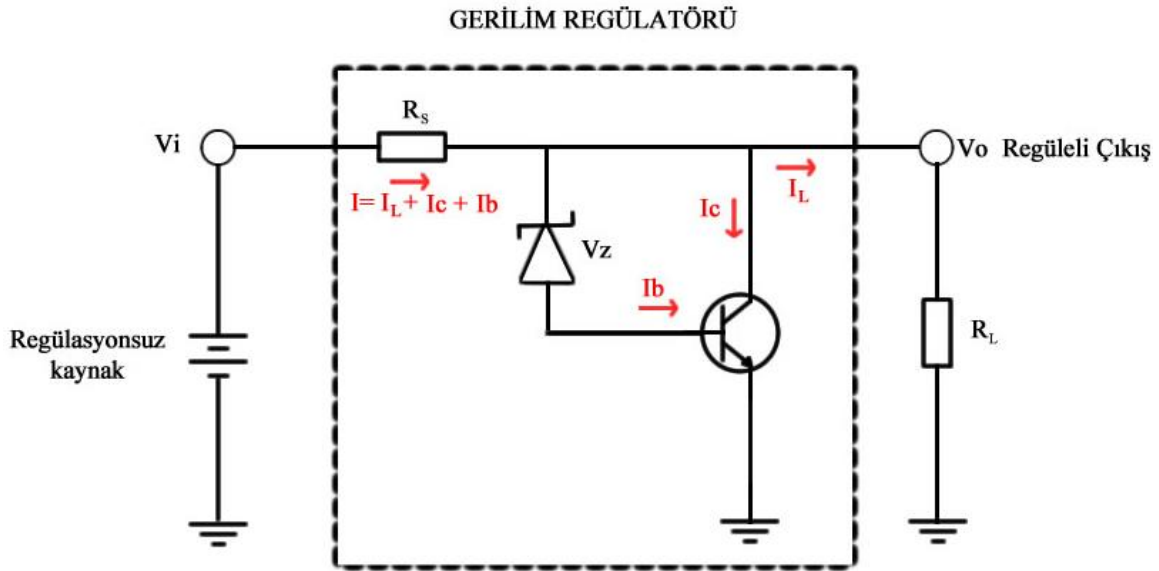 GERİLİM REGÜLATÖRÜ
Vi
R_S
Vo Regüleli Çıkış
I= I_L + Ic + Ib
I_L
Ic
Vz
Ib
Regülasyonsuz
kaynak
R_L